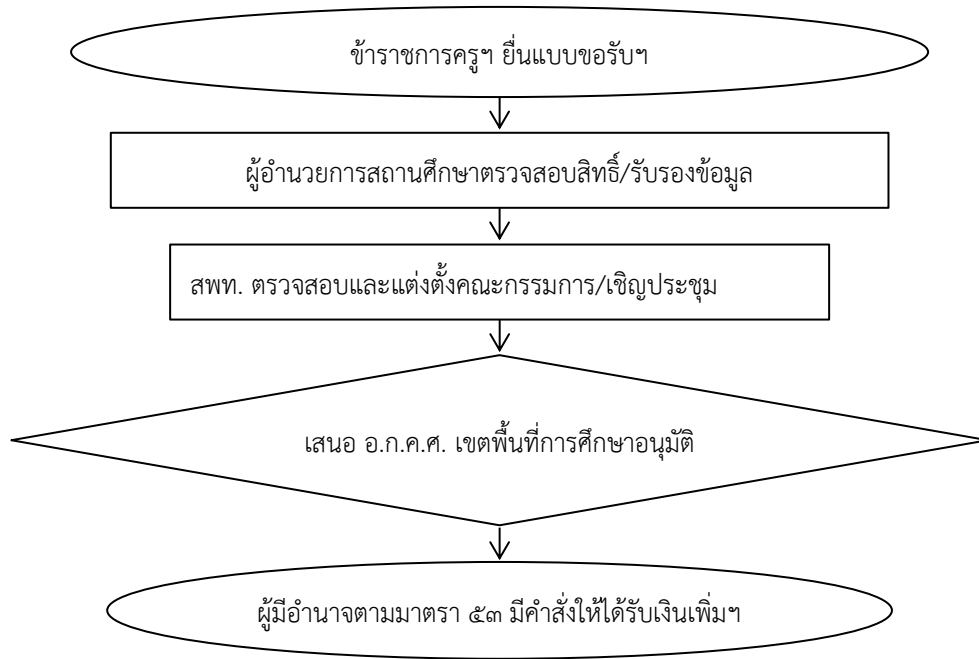 ข้าราชการครูฯ ยื่นแบบขอรับฯ
ผู้อำนวยการสถานศึกษาตรวจสอบสิทธิ์/รับรองข้อมูล
สพท. ตรวจสอบและแต่งตั้งคณะกรรมการ/เชิญประชุม
เสนอ อ.ก.ค.ศ. เขตพื้นที่การศึกษาอนุมัติ
ผู้มีอำนาจตามมาตรา ๕๓ มีคำสั่งให้ได้รับเงินเพิ่มฯ